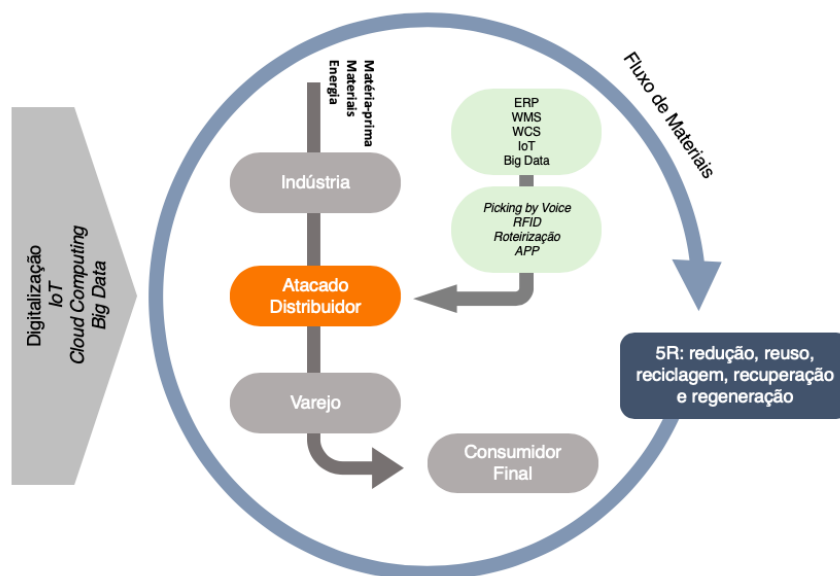 Digitalização
IoT
Cloud Computing
Big Data
Matéria-prima
Materiais
Energia
Indústria
Atacado
Distribuidor
Varejo
Consumidor
Final
ERP
WMS
WCS
IoT
Big Data
Picking by Voice
RFID
Roteirização
APP
Fluxo de Materiais
5R: redução, reuso,
reciclagem, recuperação
e regeneração